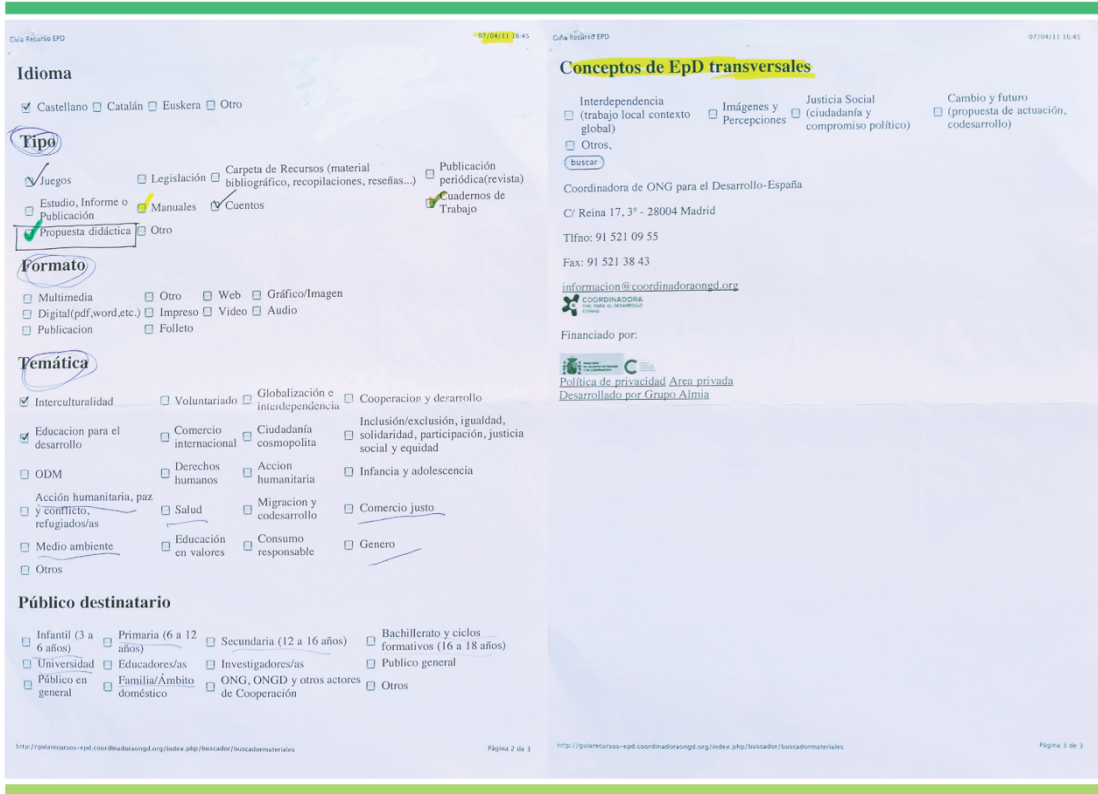 Guia Recurso EPD 07/04/11 16:45
Idioma
Castellano Catalán Euskera Otro
Tipo
Juegos Legislación Carpeta de Recursos (material bibliográfico, recopilaciones, reseñas...) Publicación periódica(revista)
Estudio, Informe o Publicación Manuales Cuentos Cuadernos de Trabajo
Propuesta didáctica Otro
Formato
Multimedia Otro Web Gráfico/Imagen
Digital(pdf,word,etc.) Impreso Video Audio
Publicacion Folleto
Temática
Interculturalidad Voluntariado Globalización e interdependencia Cooperacion y desarrollo
Educacion para el desarrollo Comercio internacional Ciudadanía cosmopolita Inclusión/exclusión, igualdad, solidaridad, participación, justicia social y equidad
ODM Derechos humanos Accion humanitaria Infancia y adolescencia
Acción humanitaria, paz y conflicto, refugiados/as Salud Migracion y codesarrollo Comercio justo
Medio ambiente Educación en valores Consumo responsable Genero
Otros
Público destinatario
Infantil (3 a 6 años) Primaria (6 a 12 años) Secundaria (12 a 16 años) Bachillerato y ciclos formativos (16 a 18 años)
Universidad Educadores/as Investigadores/as Publico general
Público en general Familia/Ámbito doméstico ONG, ONGD y otros actores de Cooperación Otros
http://guiarecursos-epd.coordinadoraongd.org/index.php/buscador/buscadormateriales Página 2 de 3
Guia Recurso EPD 07/04/11 16:45
Conceptos de EpD transversales
Interdependencia (trabajo local contexto global) Imágenes y Percepciones Justicia Social (ciudadanía y compromiso político) Cambio y futuro (propuesta de actuación, codesarrollo)
Otros,
buscar
Coordinadora de ONG para el Desarrollo-España
C/ Reina 17, 3º - 28004 Madrid
Tlfno: 91 521 09 55
Fax: 91 521 38 43
informacion@coordinadoraongd.org
COORDINADORA
ONG PARA EL DESARROLLO
ESPAÑA
Financiado por:
Política de privacidad Area privada
Desarrollado por Grupo Almia
http://guiarecursos-epd.coordinadoraongd.org/index.php/buscador/buscadormateriales Página 3 de 3